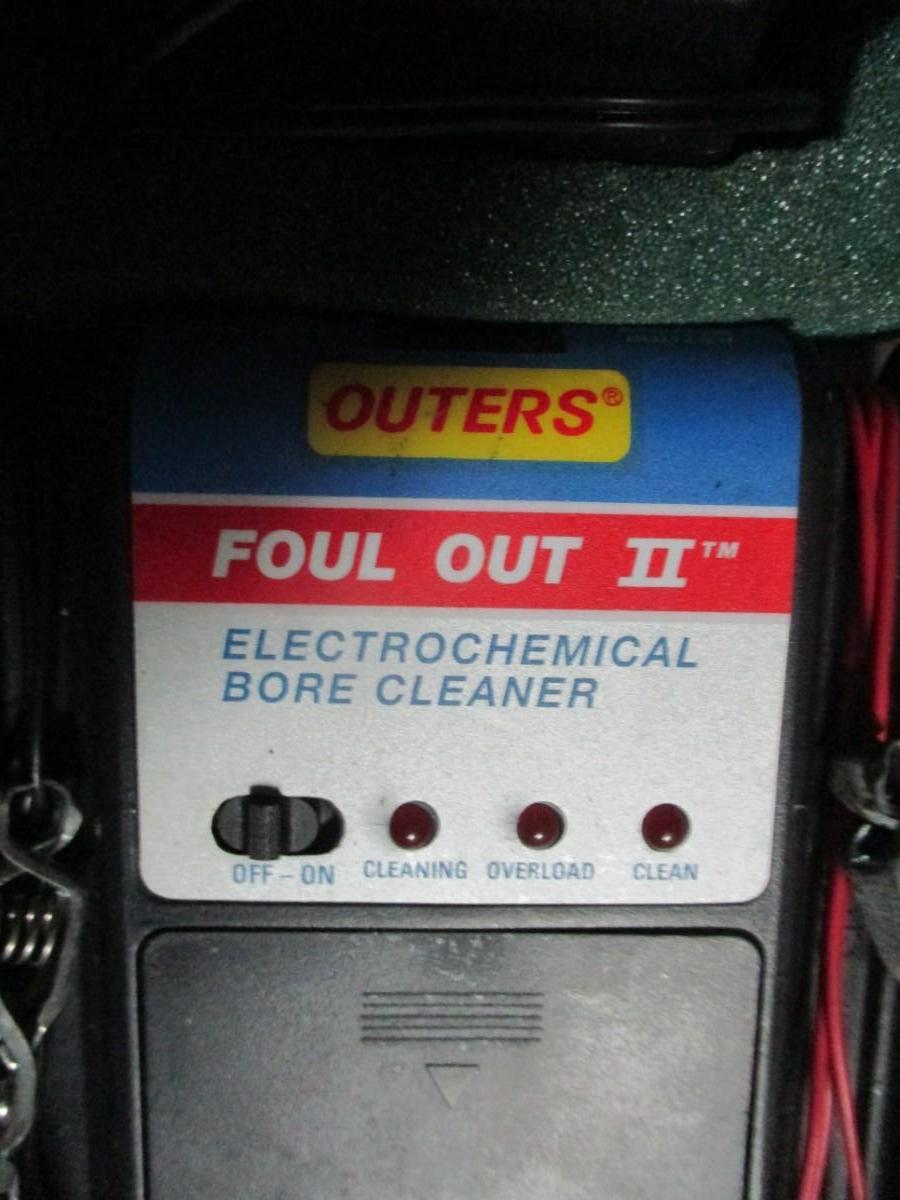 OUTERS®
FOUL OUT II™
ELECTROCHEMICAL
BORE CLEANER
OFF – ON CLEANING OVERLOAD CLEAN